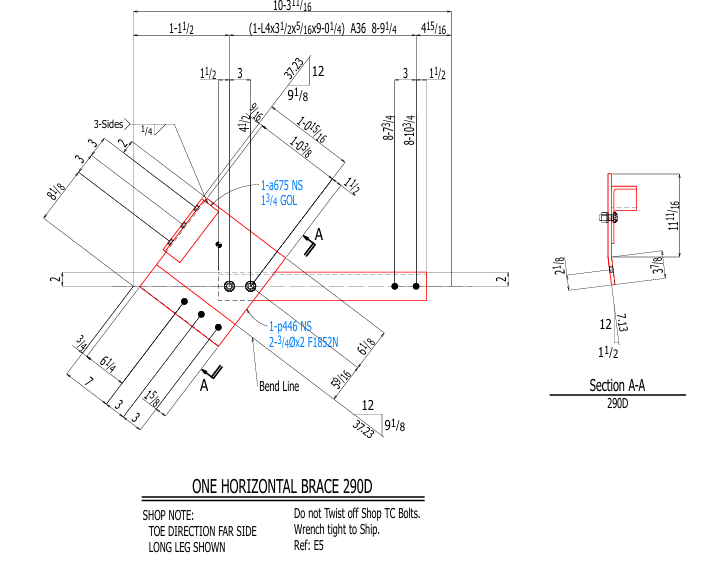 10-3 11/16
1-1 1/2
(1-L4x3 1/2x5/16x9-0 1/4) A36 8-9 1/4
4 15/16
1 1/2
3
37.23
12
9 1/8
3
1 1/2
9/16
4 1/2
1-0 15/16
1-0 3/8
8-7 3/4
8-10 3/4
3-Sides
1/4
3
3
2
8 1/8
1-a675 NS
1 3/4 GOL
1 1/2
A
11 11/16
2
2
2 1/8
3 7/8
1-p446 NS
2-3/4Øx2 F1852N
12
7.13
1 1/2
3/4
6 1/4
7
3
3
1 5/8
A
Bend Line
6 1/8
5 9/16
12
9 1/8
37.23
Section A-A
290D
ONE HORIZONTAL BRACE 290D
SHOP NOTE:
TOE DIRECTION FAR SIDE
LONG LEG SHOWN
Do not Twist off Shop TC Bolts.
Wrench tight to Ship.
Ref: E5